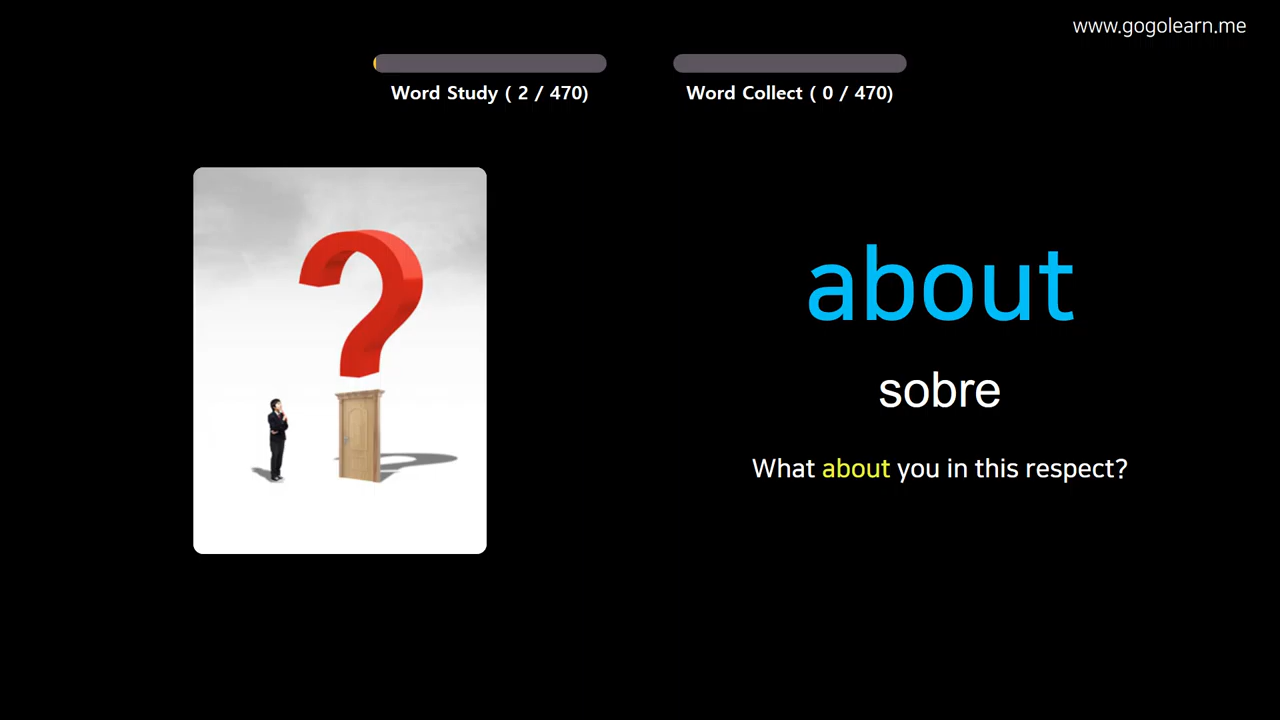 www.gogolearn.me
Word Study ( 2 / 470)
Word Collect ( 0 / 470)
about
sobre
What about you in this respect?